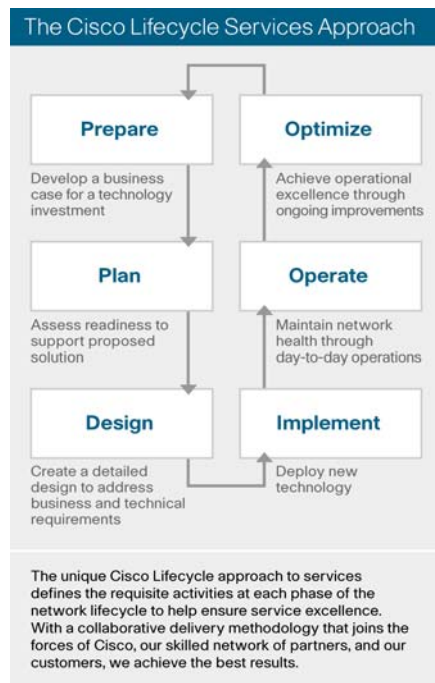 The Cisco Lifecycle Services Approach
Prepare
Develop a business
case for a technology
investment
Plan
Assess readiness to
support proposed
solution
Design
Create a detailed
design to address
business and technical
requirements
Implement
Deploy new
technology
Operate
Maintain network
health through
day-to-day operations
Optimize
Achieve operational
excellence through
ongoing improvements
The unique Cisco Lifecycle approach to services
defines the requisite activities at each phase of the
network lifecycle to help ensure service excellence.
With a collaborative delivery methodology that joins the
forces of Cisco, our skilled network of partners, and our
customers, we achieve the best results.